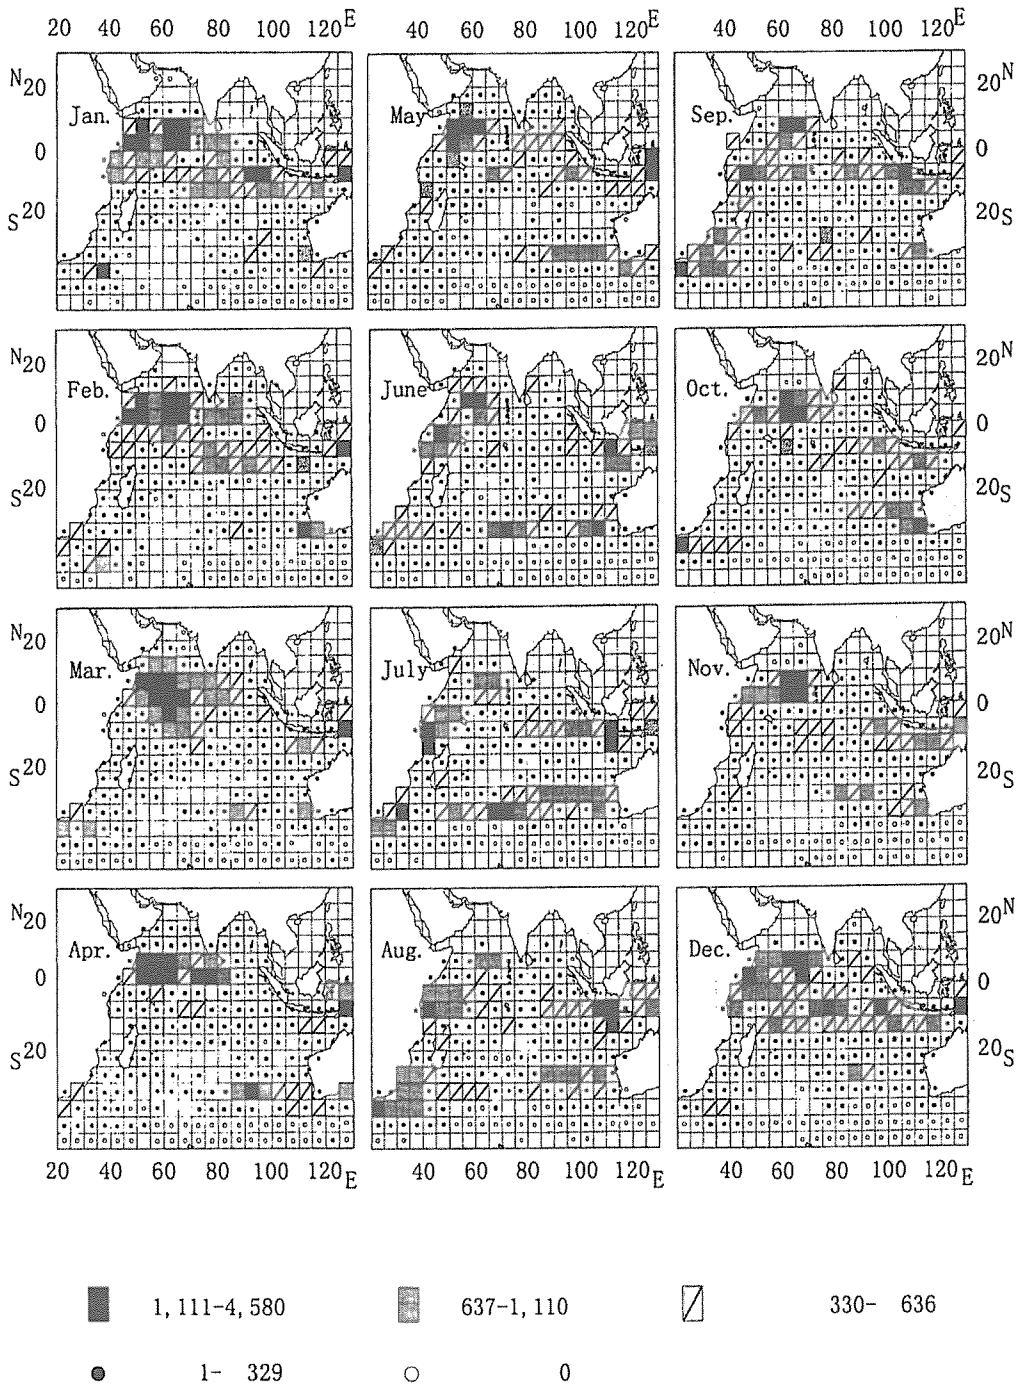 E E
20 40 60 80 100 120 40 60 80 100 120 40 60 80 100 120
N20 Jan. May Sep. 20N
0 0
S20 20S
N20 Feb. June Oct. 20N
0 0
S20 20S
N20 Mar. July Nov. 20N
0 0
S20 20S
N20 Apr. Aug. Dec. 20N
0 0
S20 20S
20 40 60 80 100 120E 40 60 80 100 120E 40 60 80 100 120E
1,111-4,580 637-1,110 330- 636
1- 329 0